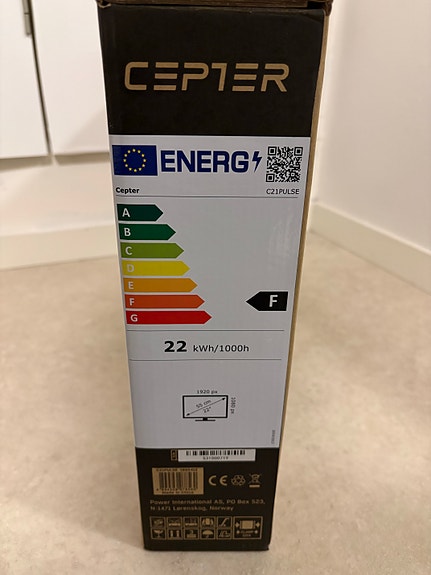 CEPTER
ENERG
Cepter C21PULSE
A
B
C
D
E
F
F
G
22 kWh/1000h
1920 px
55 cm
22"
1080 px
Power International AS, PO Box 523,
N-1471 Lørenskog, Norway